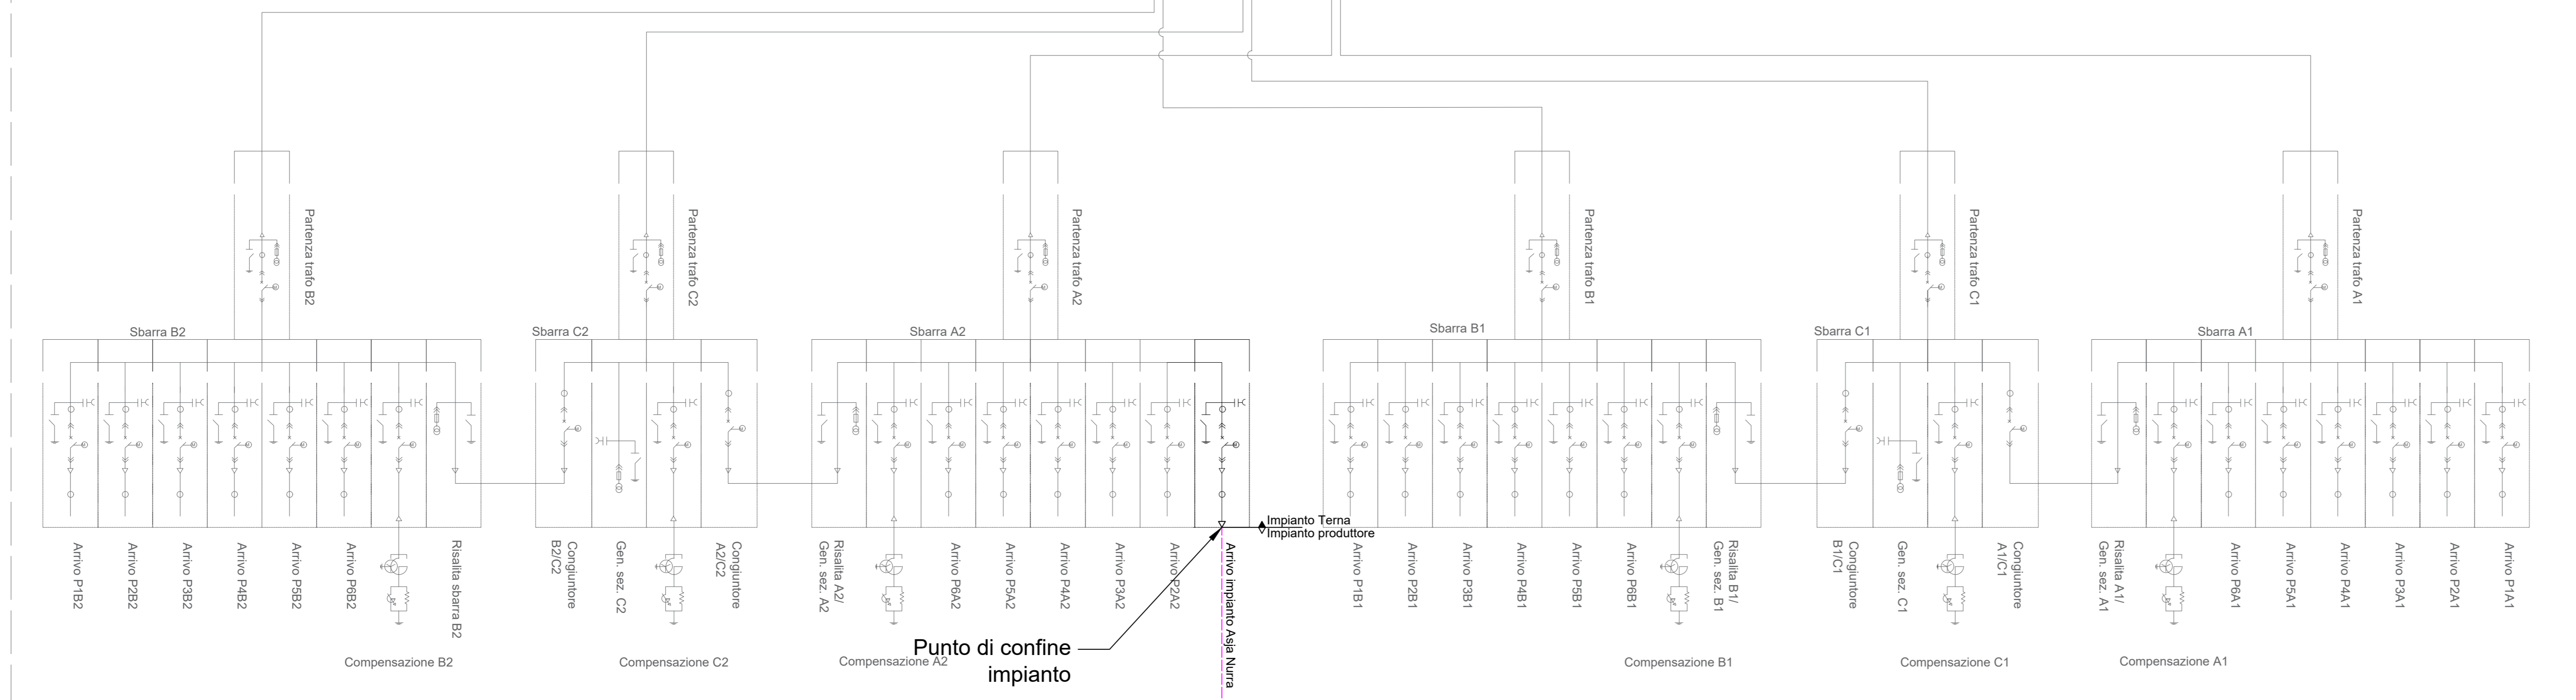 Partenza trafo B2
Partenza trafo C2
Partenza trafo A2
Partenza trafo B1
Partenza trafo C1
Partenza trafo A1
Sbarra B2
Sbarra C2
Sbarra A2
Sbarra B1
Sbarra C1
Sbarra A1
Impianto Terna
Impianto produttore
Arrivo P1B2
Arrivo P2B2
Arrivo P3B2
Arrivo P4B2
Arrivo P5B2
Arrivo P6B2
Risalita sbarra B2
Congiuntore
B2/C2
Gen. sez. C2
Congiuntore
A2/C2
Risalita A2/
Gen. sez. A2
Arrivo P6A2
Arrivo P5A2
Arrivo P4A2
Arrivo P3A2
Arrivo P2A2
Arrivo impianto Asja Nurra
Arrivo P1B1
Arrivo P2B1
Arrivo P3B1
Arrivo P4B1
Arrivo P5B1
Arrivo P6B1
Risalita B1/
Gen. sez. B1
Congiuntore
B1/C1
Gen. sez. C1
Congiuntore
A1/C1
Risalita A1/
Gen. sez. A1
Arrivo P6A1
Arrivo P5A1
Arrivo P4A1
Arrivo P3A1
Arrivo P2A1
Arrivo P1A1
Punto di confine
impianto
Compensazione B2
Compensazione C2
Compensazione A2
Compensazione B1
Compensazione C1
Compensazione A1